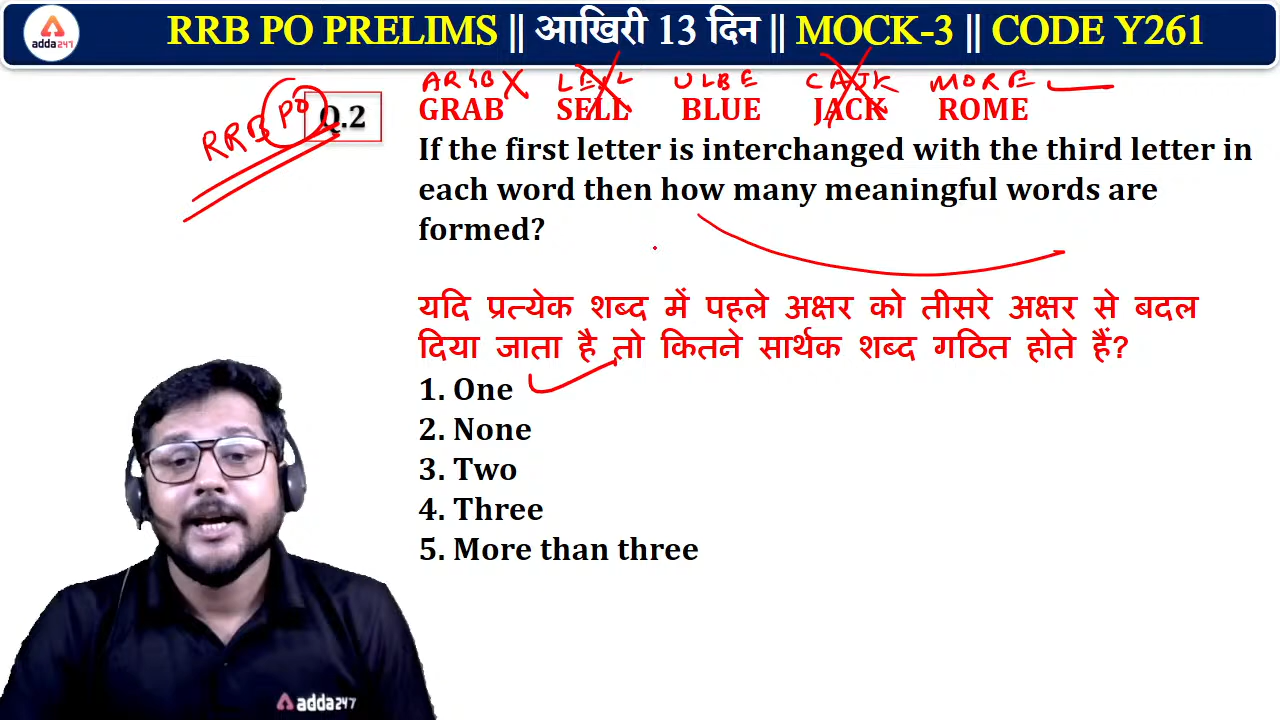 adda247
RRB PO PRELIMS || आखिरी 13 दिन || MOCK-3 || CODE Y261
RRB PO
Q.2
ARGB LESL ULBE CAJK MORE
GRAB SELL BLUE JACK ROME
If the first letter is interchanged with the third letter in
each word then how many meaningful words are
formed?
यदि प्रत्येक शब्द में पहले अक्षर को तीसरे अक्षर से बदल
दिया जाता है तो कितने सार्थक शब्द गठित होते हैं?
1. One
2. None
3. Two
4. Three
5. More than three
adda247